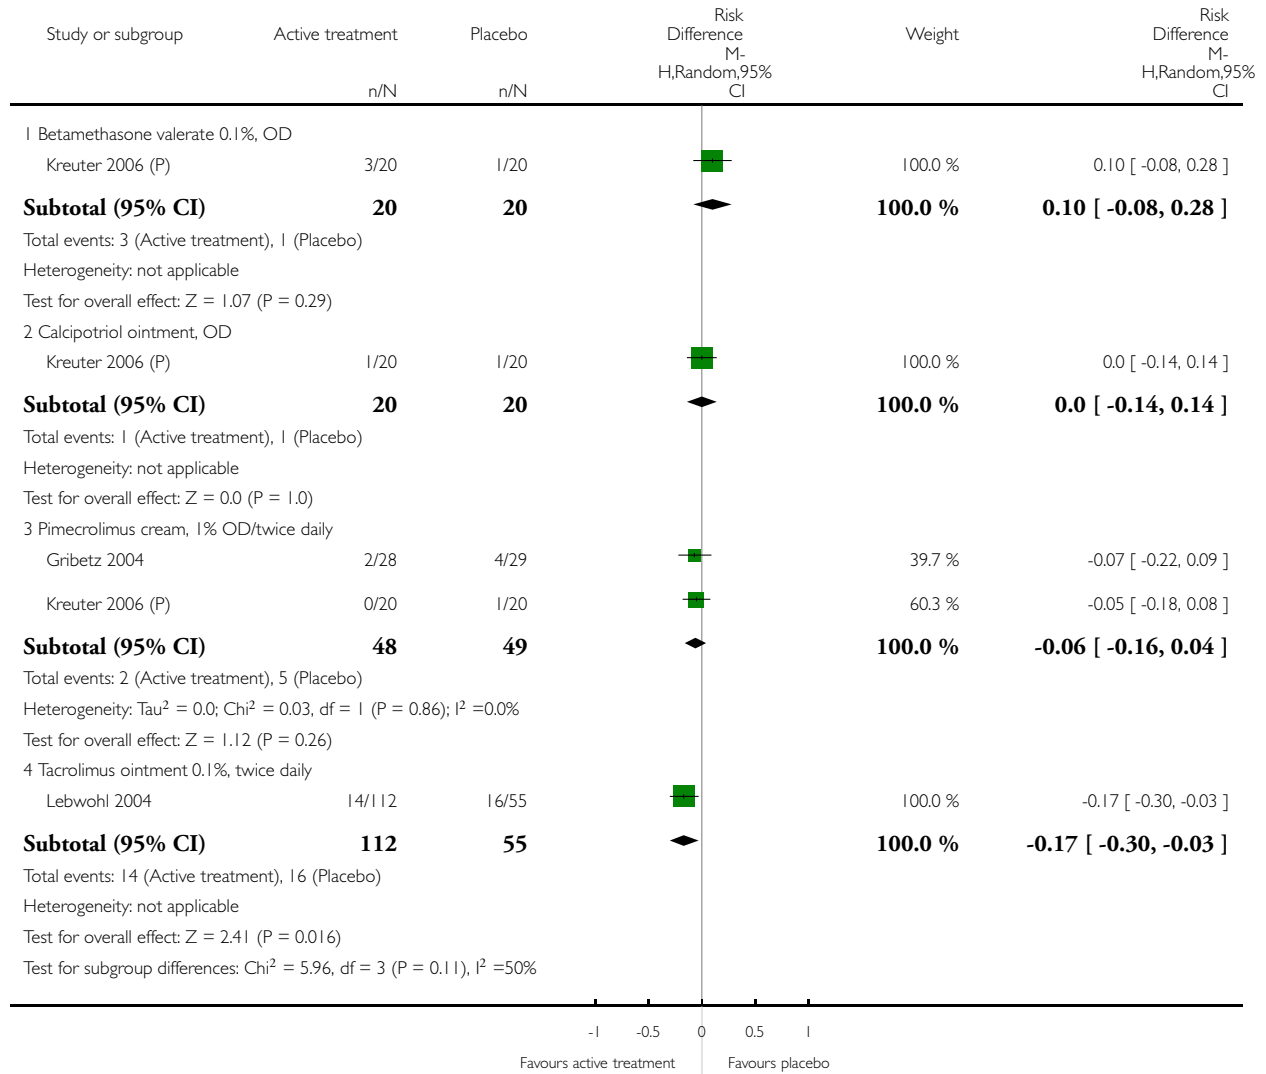 Study or subgroup Active treatment Placebo Risk Difference M-H,Random,95% CI Weight Risk Difference M-H,Random,95% CI
n/N n/N
1 Betamethasone valerate 0.1%, OD
Kreuter 2006 (P) 3/20 1/20 100.0 % 0.10 [ -0.08, 0.28 ]
Subtotal (95% CI) 20 20 100.0 % 0.10 [ -0.08, 0.28 ]
Total events: 3 (Active treatment), 1 (Placebo)
Heterogeneity: not applicable
Test for overall effect: Z = 1.07 (P = 0.29)
2 Calcipotriol ointment, OD
Kreuter 2006 (P) 1/20 1/20 100.0 % 0.0 [ -0.14, 0.14 ]
Subtotal (95% CI) 20 20 100.0 % 0.0 [ -0.14, 0.14 ]
Total events: 1 (Active treatment), 1 (Placebo)
Heterogeneity: not applicable
Test for overall effect: Z = 0.0 (P = 1.0)
3 Pimecrolimus cream, 1% OD/twice daily
Gribetz 2004 2/28 4/29 39.7 % -0.07 [ -0.22, 0.09 ]
Kreuter 2006 (P) 0/20 1/20 60.3 % -0.05 [ -0.18, 0.08 ]
Subtotal (95% CI) 48 49 100.0 % -0.06 [ -0.16, 0.04 ]
Total events: 2 (Active treatment), 5 (Placebo)
Heterogeneity: Tau² = 0.0; Chi² = 0.03, df = 1 (P = 0.86); I² =0.0%
Test for overall effect: Z = 1.12 (P = 0.26)
4 Tacrolimus ointment 0.1%, twice daily
Lebwohl 2004 14/112 16/55 100.0 % -0.17 [ -0.30, -0.03 ]
Subtotal (95% CI) 112 55 100.0 % -0.17 [ -0.30, -0.03 ]
Total events: 14 (Active treatment), 16 (Placebo)
Heterogeneity: not applicable
Test for overall effect: Z = 2.41 (P = 0.016)
Test for subgroup differences: Chi² = 5.96, df = 3 (P = 0.11), I² =50%
-1 -0.5 0 0.5 1
Favours active treatment Favours placebo